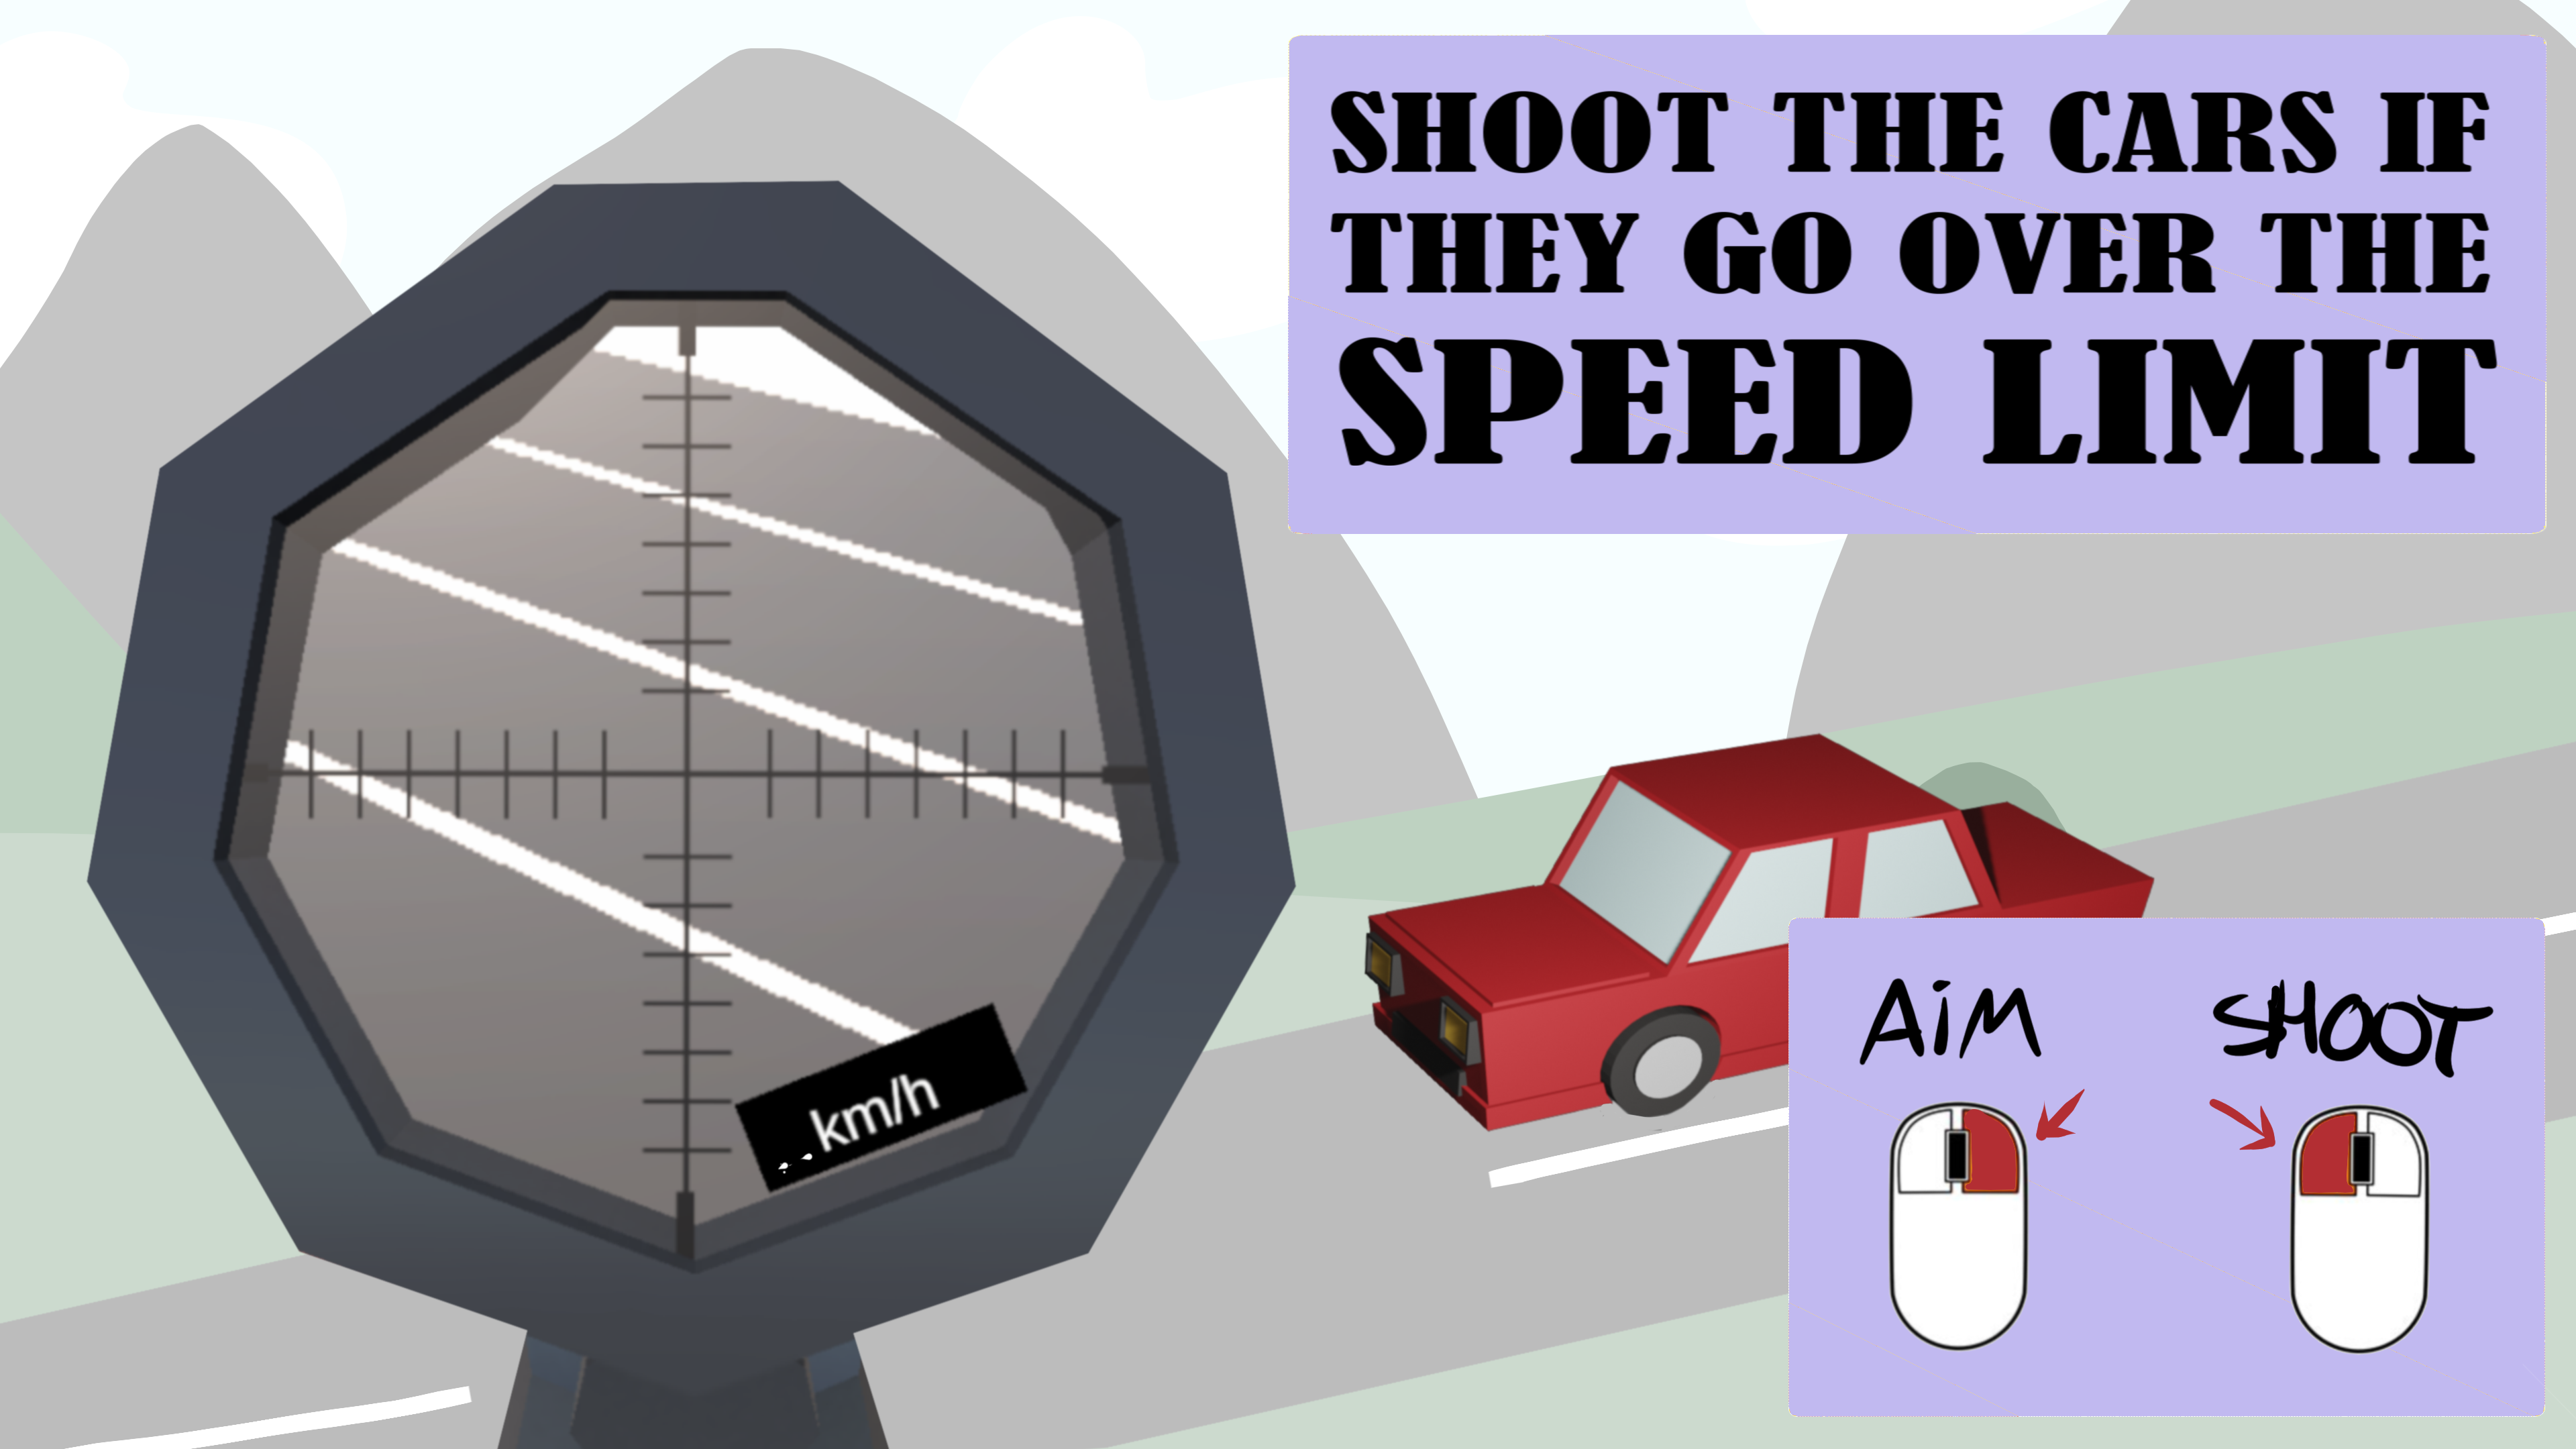 SHOOT THE CARS IF
THEY GO OVER THE
SPEED LIMIT
km/h
AiM
SHOOT